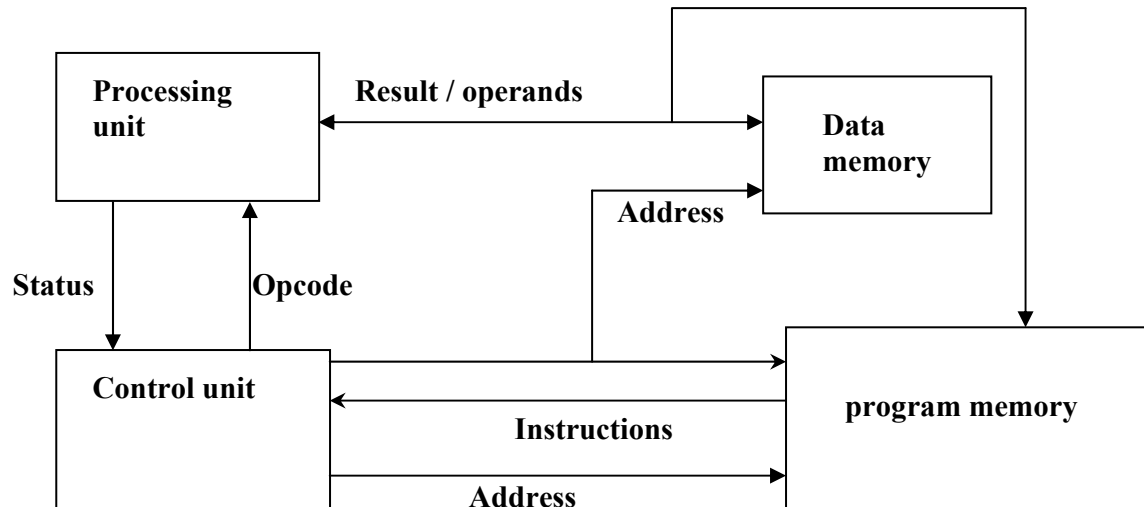 Processing
unit
Result / operands
Data
memory
Address
Status
Opcode
Control unit
program memory
Instructions
Address